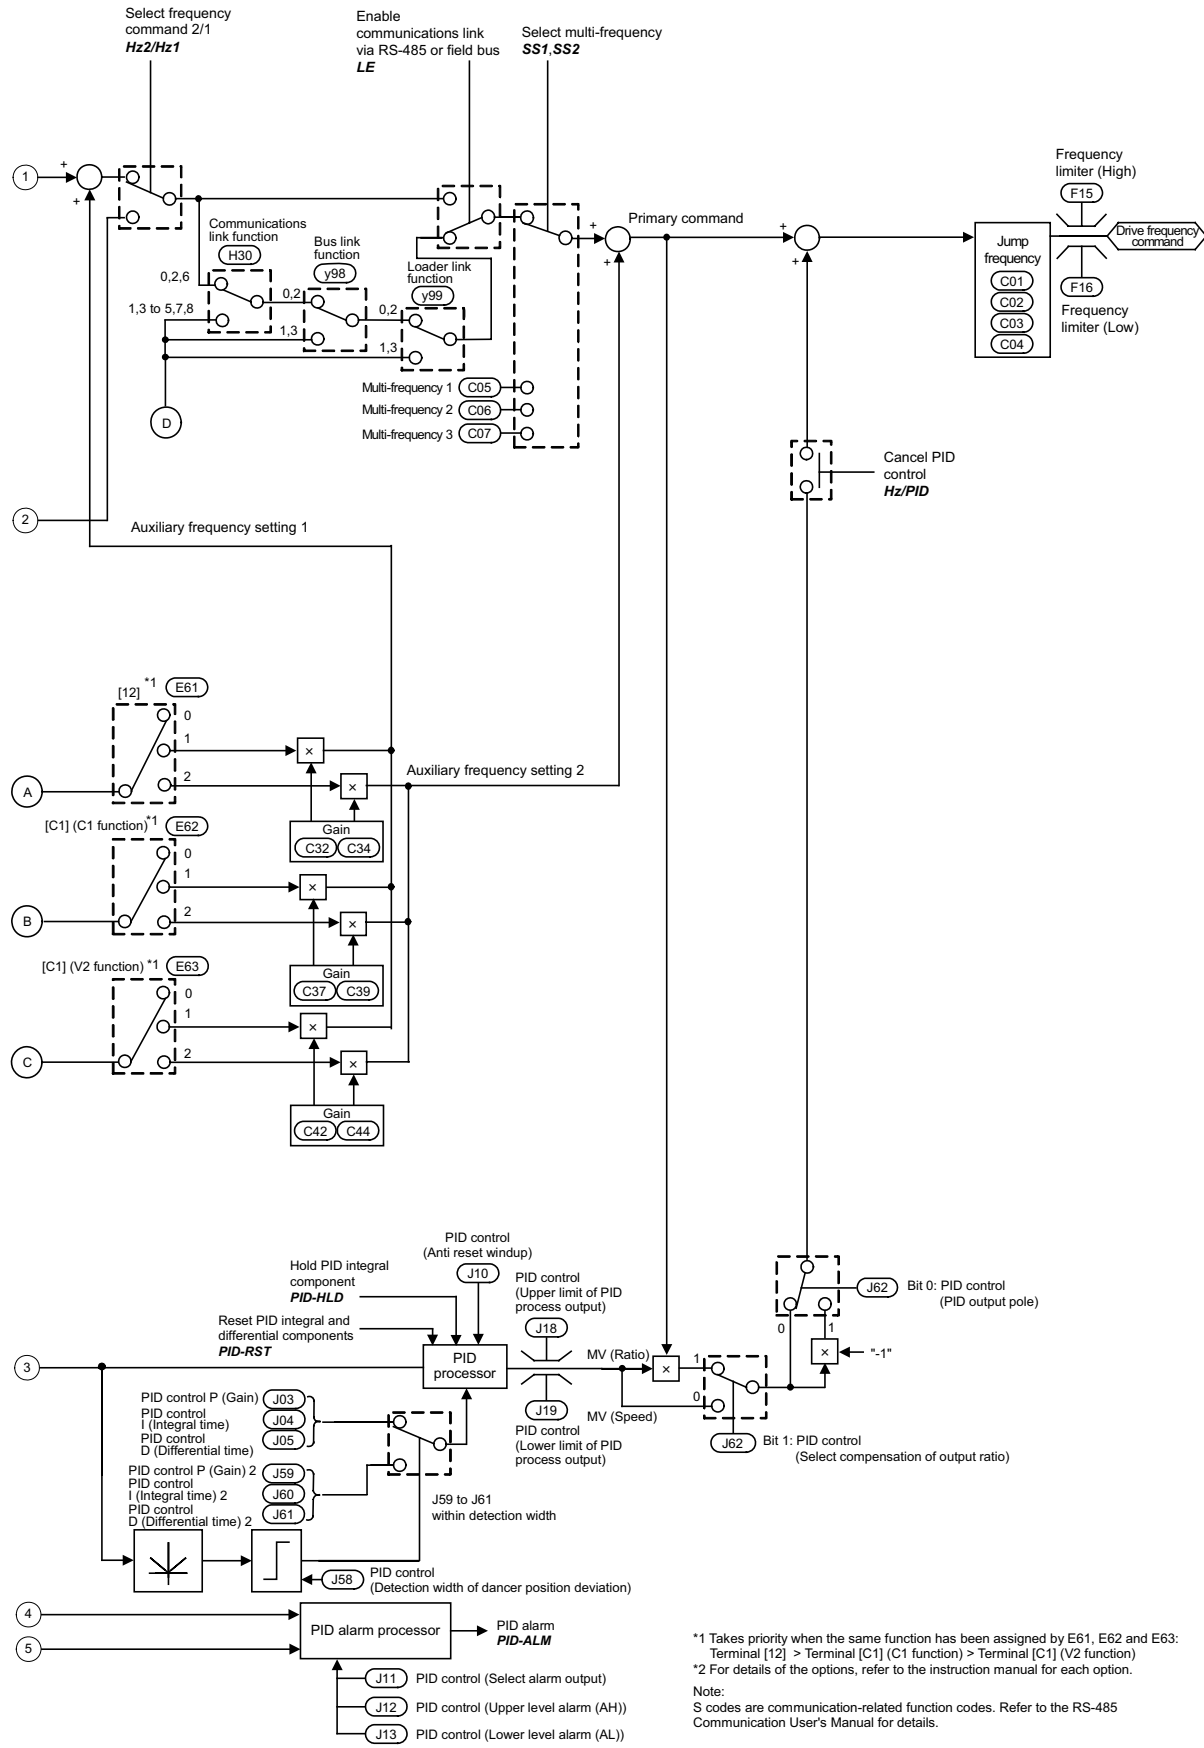 Select frequency
command 2/1
Hz2/Hz1
Enable
communications link
via RS-485 or field bus
LE
Select multi-frequency
SS1,SS2
1
+
+
Communications
link function
H30
0,2,6
1,3 to 5,7,8
Bus link
function
y98
0,2
1,3
Loader link
function
y99
0,2
1,3
D
Multi-frequency 1 C05
Multi-frequency 2 C06
Multi-frequency 3 C07
+
+
Primary command
+
+
Jump
frequency
C01
C02
C03
C04
Frequency
limiter (High)
F15
Drive frequency
command
F16
Frequency
limiter (Low)
Cancel PID
control
Hz/PID
2
Auxiliary frequency setting 1
[12] *1 E61
0
1
2
A
×
×
Gain
C32 C34
Auxiliary frequency setting 2
[C1] (C1 function)*1 E62
0
1
2
B
×
×
Gain
C37 C39
[C1] (V2 function) *1 E63
0
1
2
C
×
×
Gain
C42 C44
PID control
(Anti reset windup)
J10
Hold PID integral
component
PID-HLD
Reset PID integral and
differential components
PID-RST
3
PID
processor
PID control
(Upper limit of PID
process output)
J18
J19
PID control
(Lower limit of PID
process output)
MV (Ratio)
MV (Speed)
×
1
0
J62 Bit 1: PID control
(Select compensation of output ratio)
J62 Bit 0: PID control
(PID output pole)
0
1
×
"-1"
PID control P (Gain) J03
PID control
I (Integral time) J04
PID control
D (Differential time) J05
PID control P (Gain) 2 J59
PID control
I (Integral time) 2 J60
PID control
D (Differential time) 2 J61
J59 to J61
within detection width
J58 PID control
(Detection width of dancer position deviation)
4
5
PID alarm processor
PID alarm
PID-ALM
J11 PID control (Select alarm output)
J12 PID control (Upper level alarm (AH))
J13 PID control (Lower level alarm (AL))
*1 Takes priority when the same function has been assigned by E61, E62 and E63:
Terminal [12] > Terminal [C1] (C1 function) > Terminal [C1] (V2 function)
*2 For details of the options, refer to the instruction manual for each option.
Note:
S codes are communication-related function codes. Refer to the RS-485
Communication User's Manual for details.